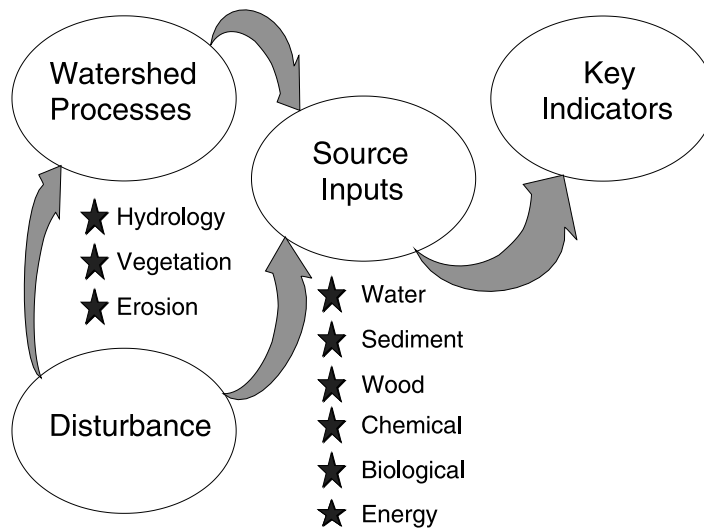 Watershed
Processes
Key
Indicators
Source
Inputs
Hydrology
Vegetation
Erosion
Water
Sediment
Wood
Chemical
Biological
Energy
Disturbance